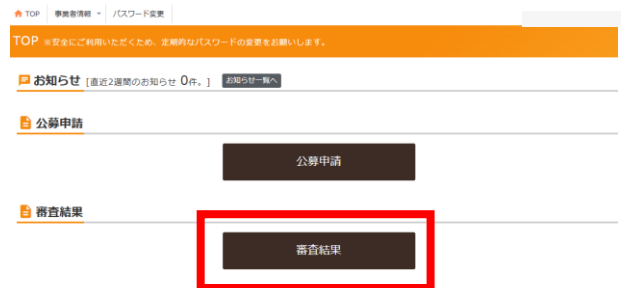 TOP 事業者情報 パスワード変更
TOP ※安全にご利用いただくため、定期的なパスワードの変更をお願いします。
お知らせ [直近2週間のお知らせ 0件。] お知らせ一覧へ
公募申請
公募申請
審査結果
審査結果